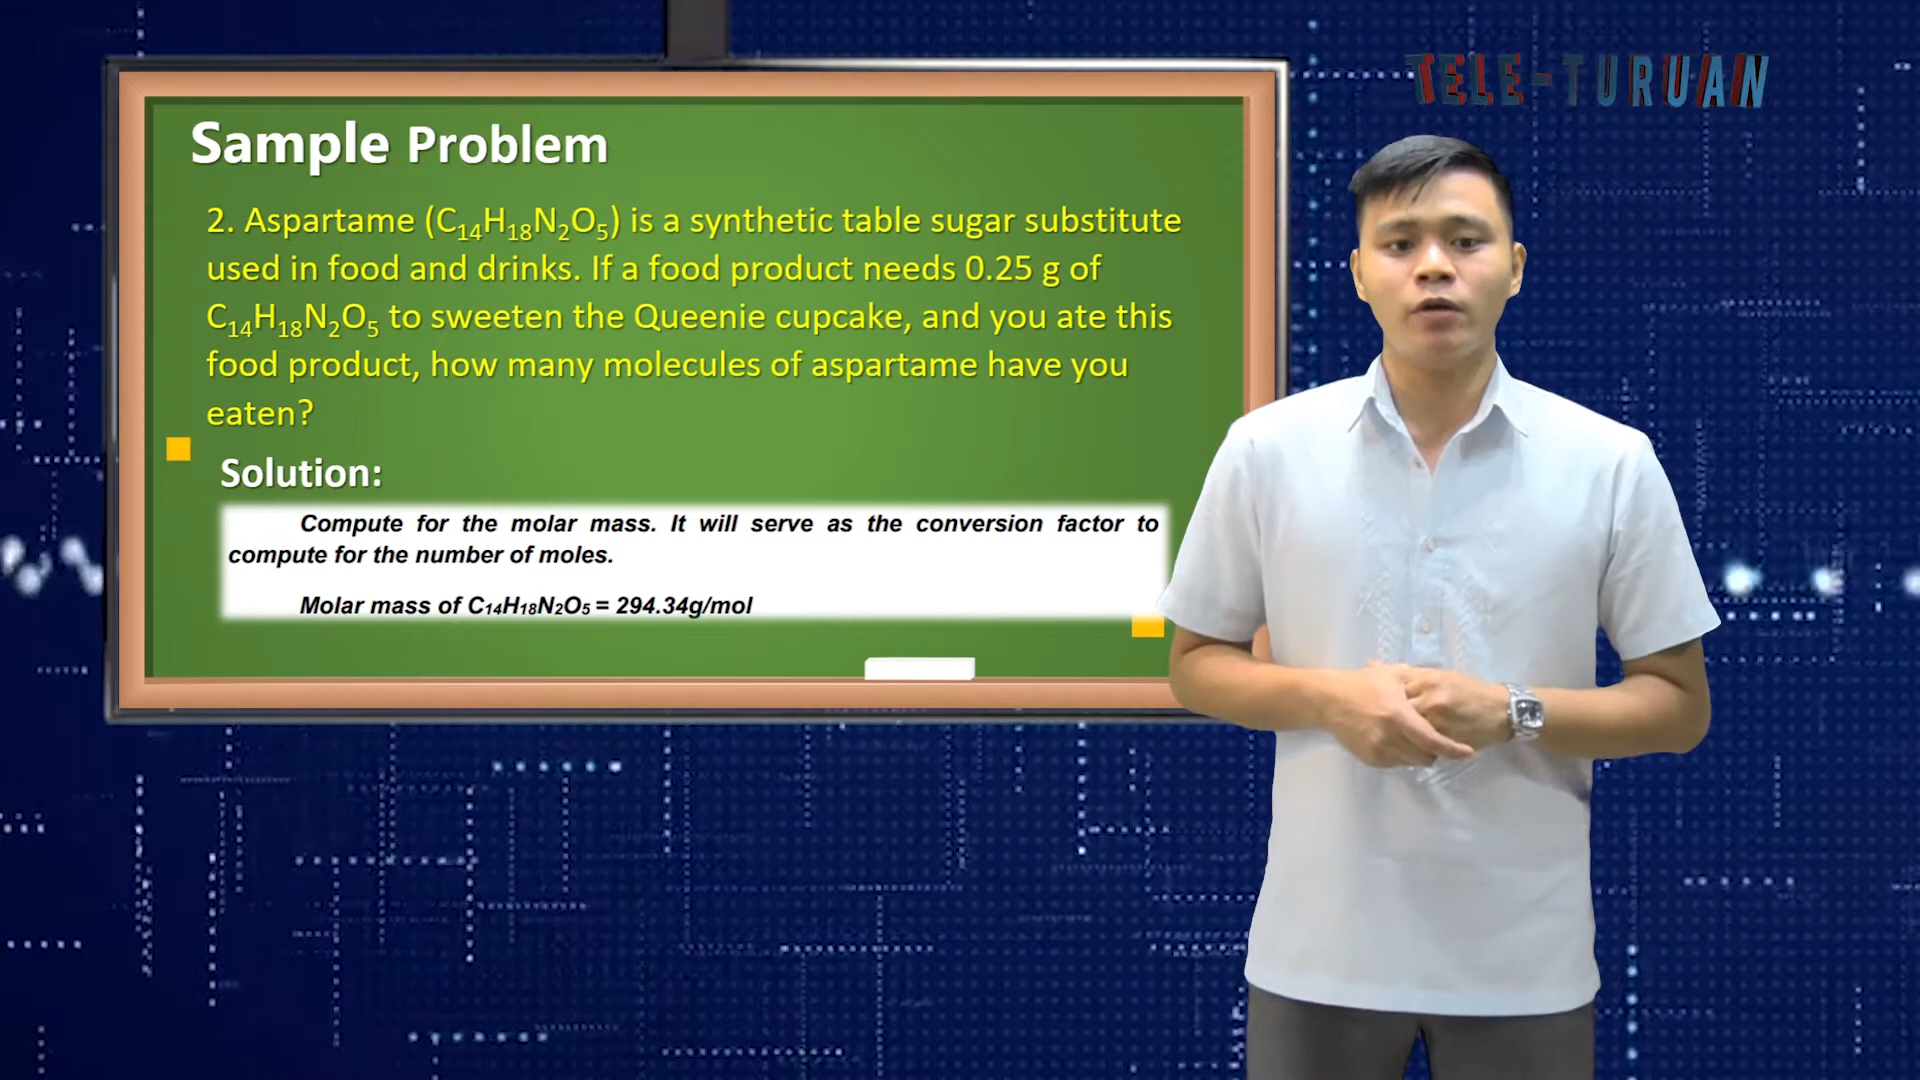 TELE-TURUAN
Sample Problem
2. Aspartame (C₁₄H₁₈N₂O₅) is a synthetic table sugar substitute
used in food and drinks. If a food product needs 0.25 g of
C₁₄H₁₈N₂O₅ to sweeten the Queenie cupcake, and you ate this
food product, how many molecules of aspartame have you
eaten?
Solution:
Compute for the molar mass. It will serve as the conversion factor to
compute for the number of moles.
Molar mass of C₁₄H₁₈N₂O₅ = 294.34g/mol